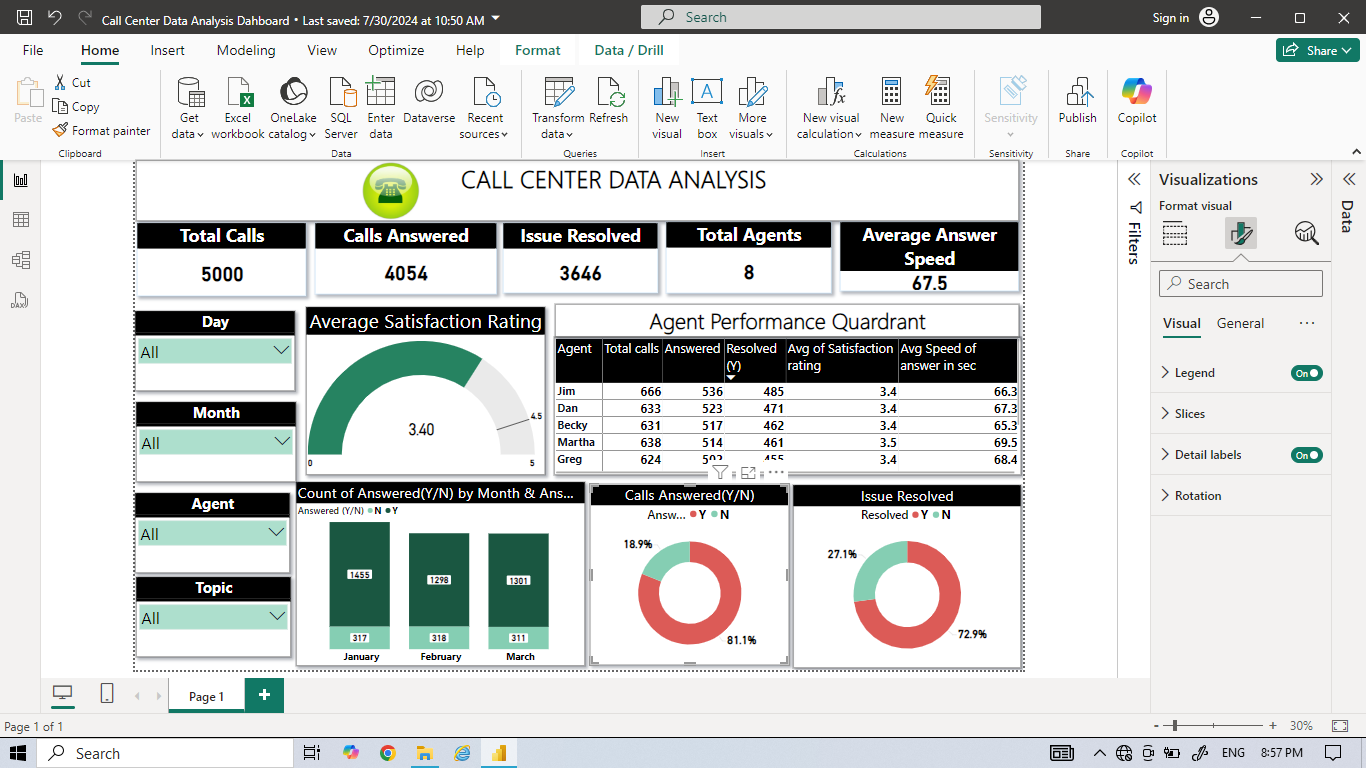 Call Center Data Analysis Dahboard • Last saved: 7/30/2024 at 10:50 AM
Search
Sign in
File Home Insert Modeling View Optimize Help Format Data / Drill
Share
Paste
Cut
Copy
Format painter
Get data
Excel workbook
OneLake catalog
SQL Server
Enter data
Dataverse
Recent sources
Transform data
Refresh
New visual
Text box
More visuals
New visual calculation
New measure
Quick measure
Sensitivity
Publish
Copilot
Clipboard Data Queries Insert Calculations Sensitivity Share Copilot
CALL CENTER DATA ANALYSIS
Total Calls
5000
Calls Answered
4054
Issue Resolved
3646
Total Agents
8
Average Answer Speed
67.5
Day
All
Month
All
Agent
All
Topic
All
Average Satisfaction Rating
3.40
4.5
0
5
Agent Performance Quardrant
Agent Total calls Answered Resolved (Y) Avg of Satisfaction rating Avg Speed of answer in sec
Jim 666 536 485 3.4 66.3
Dan 633 523 471 3.4 67.3
Becky 631 517 462 3.4 65.3
Martha 638 514 461 3.5 69.5
Greg 624 502 455 3.4 68.4
Count of Answered(Y/N) by Month & Ans...
Answered (Y/N) N Y
1455 1298 1301
317 318 311
January February March
Calls Answered(Y/N)
Answ... Y N
18.9%
81.1%
Issue Resolved
Resolved Y N
27.1%
72.9%
Filters
Visualizations
Format visual
Search
Visual General
Legend On
Slices
Detail labels On
Rotation
Data
DAX
Page 1
Page 1 of 1
- + 30%
Search
ENG 8:57 PM